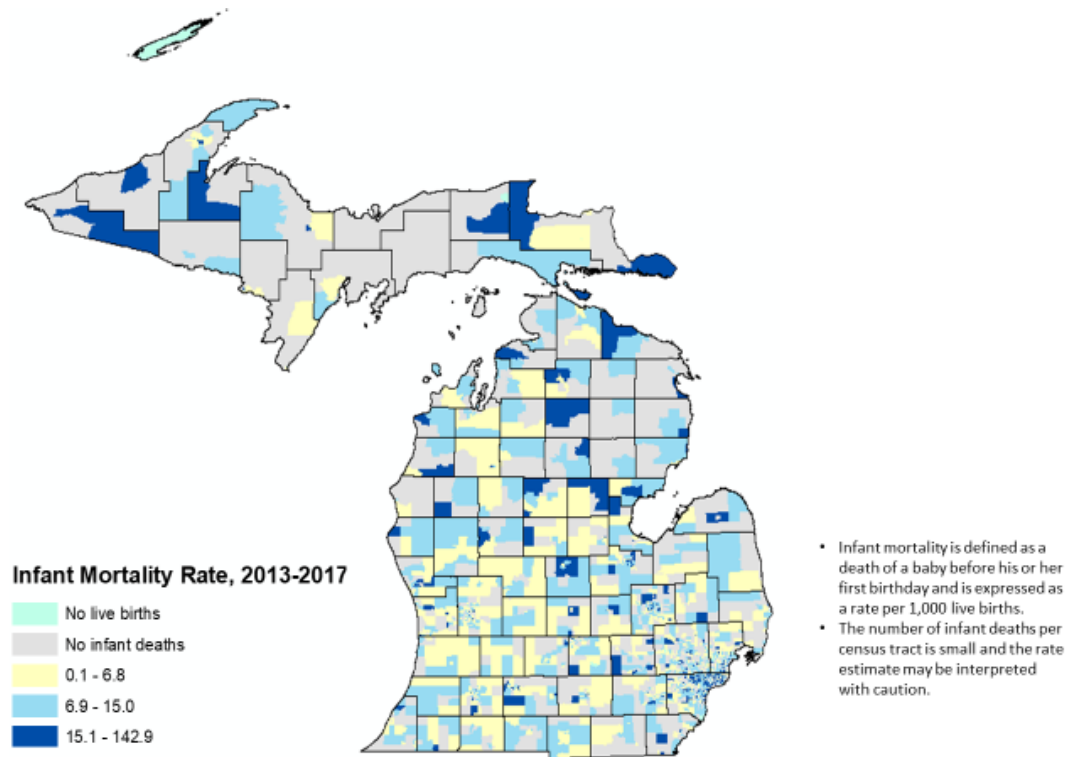 Infant Mortality Rate, 2013-2017
No live births
No infant deaths
0.1 - 6.8
6.9 - 15.0
15.1 - 142.9
• Infant mortality is defined as a
death of a baby before his or her
first birthday and is expressed as
a rate per 1,000 live births.
• The number of infant deaths per
census tract is small and the rate
estimate may be interpreted
with caution.